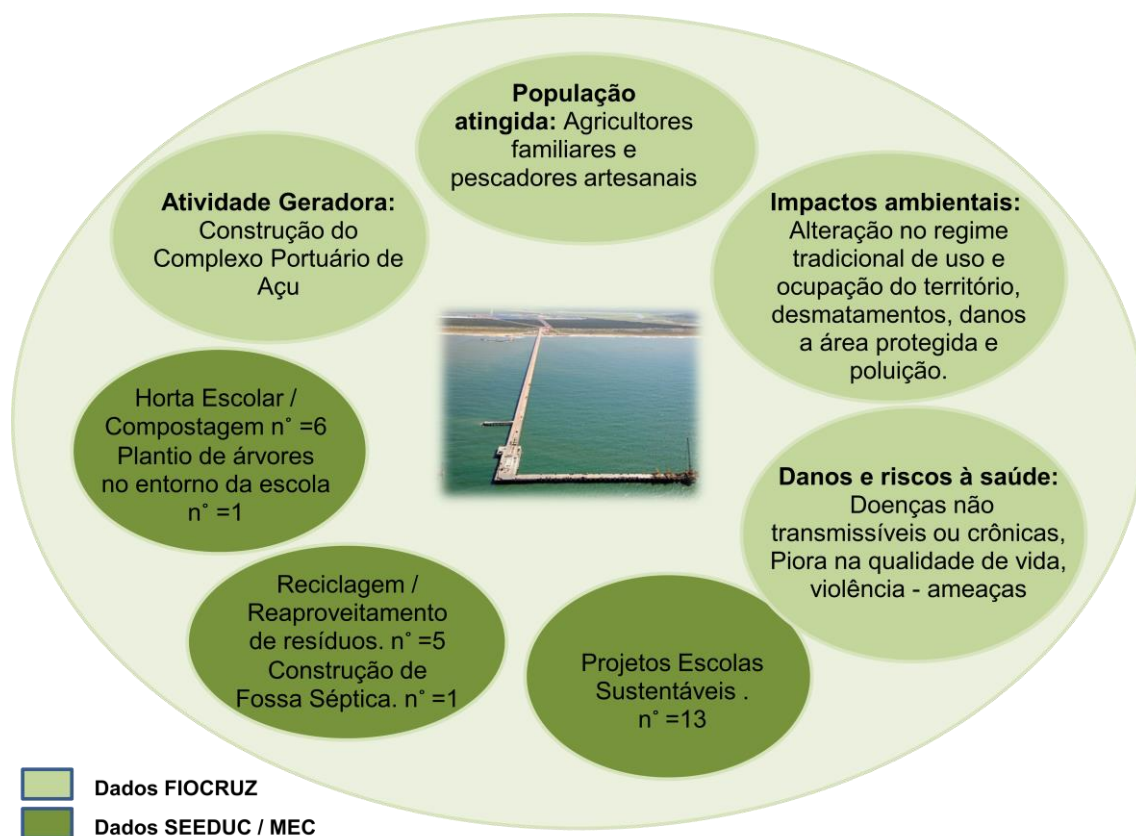 População
atingida: Agricultores
familiares e
pescadores artesanais
Atividade Geradora:
Construção do
Complexo Portuário de
Açu
Impactos ambientais:
Alteração no regime
tradicional de uso e
ocupação do território,
desmatamentos, danos
a área protegida e
poluição.
Horta Escolar /
Compostagem n˚ =6
Plantio de árvores
no entorno da escola
n˚ =1
Danos e riscos à saúde:
Doenças não
transmissíveis ou crônicas,
Piora na qualidade de vida,
violência - ameaças
Reciclagem /
Reaproveitamento
de resíduos. n˚ =5
Construção de
Fossa Séptica. n˚ =1
Projetos Escolas
Sustentáveis .
n˚ =13
Dados FIOCRUZ
Dados SEEDUC / MEC